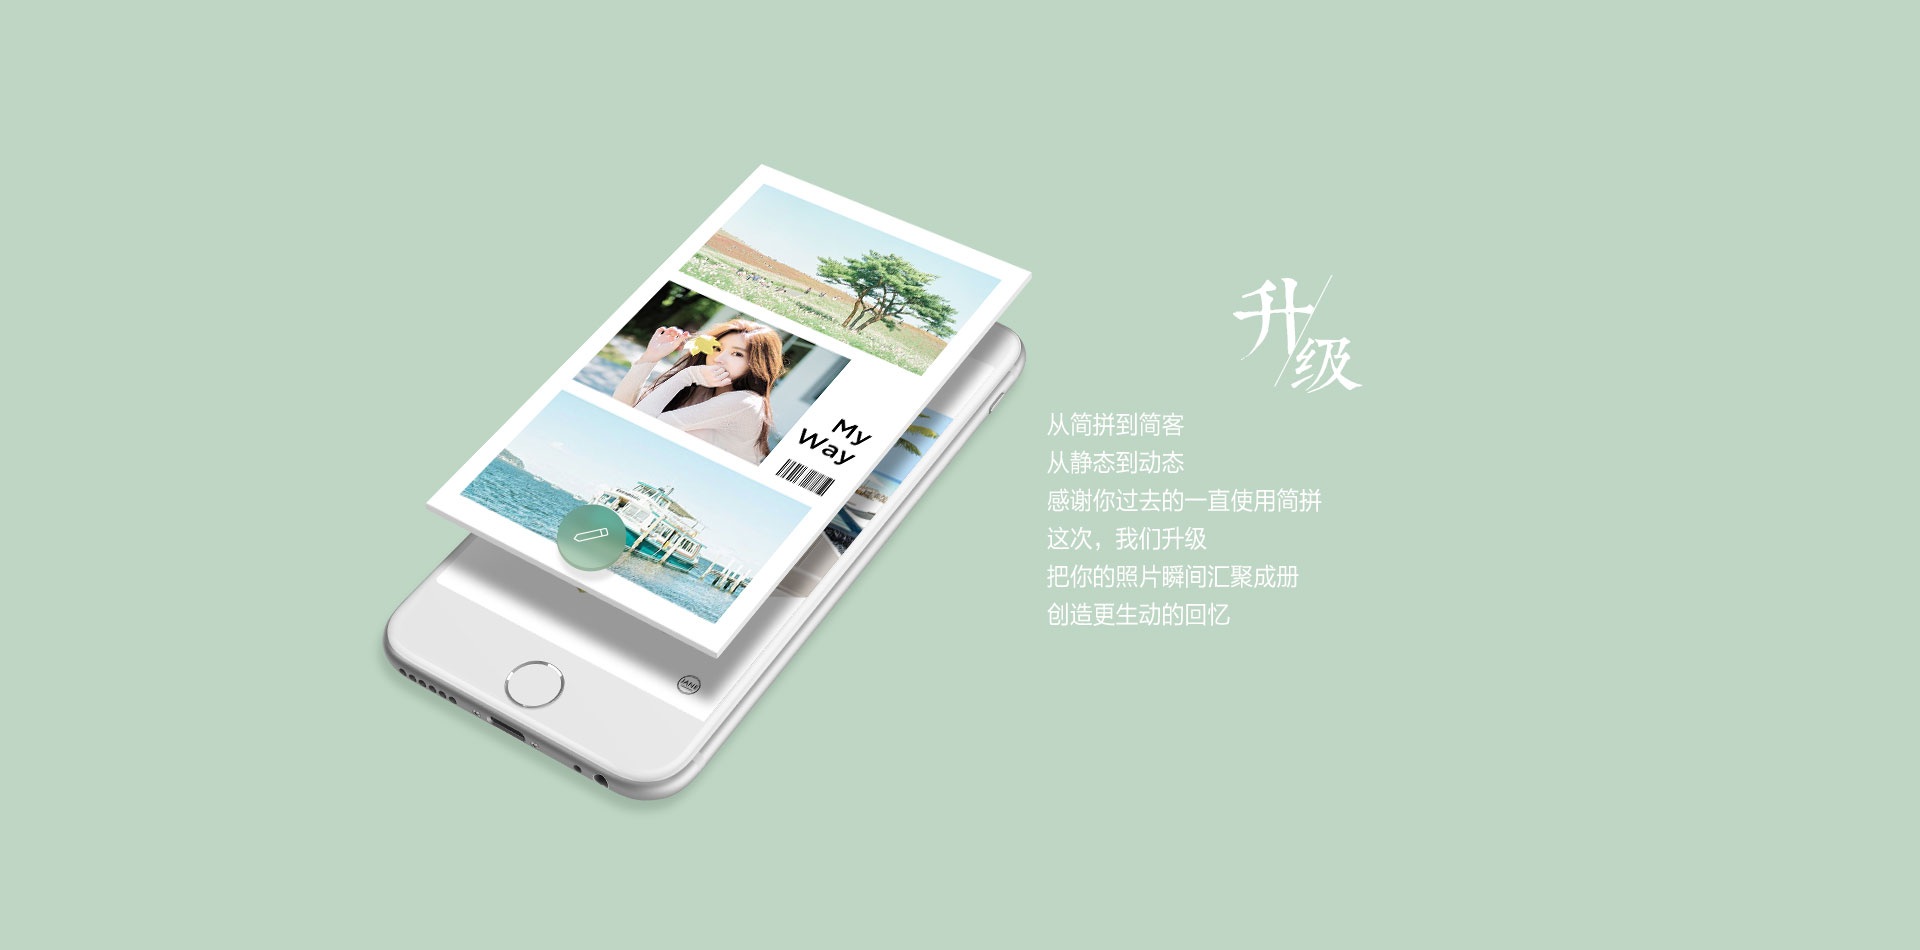 My
Way
JANE
升级
从简拼到简客
从静态到动态
感谢你过去的一直使用简拼
这次，我们升级
把你的照片瞬间汇聚成册
创造更生动的回忆